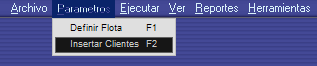 Archivo Parametros Ejecutar Ver Reportes Herramientas
Definir Flota F1
Insertar Clientes F2